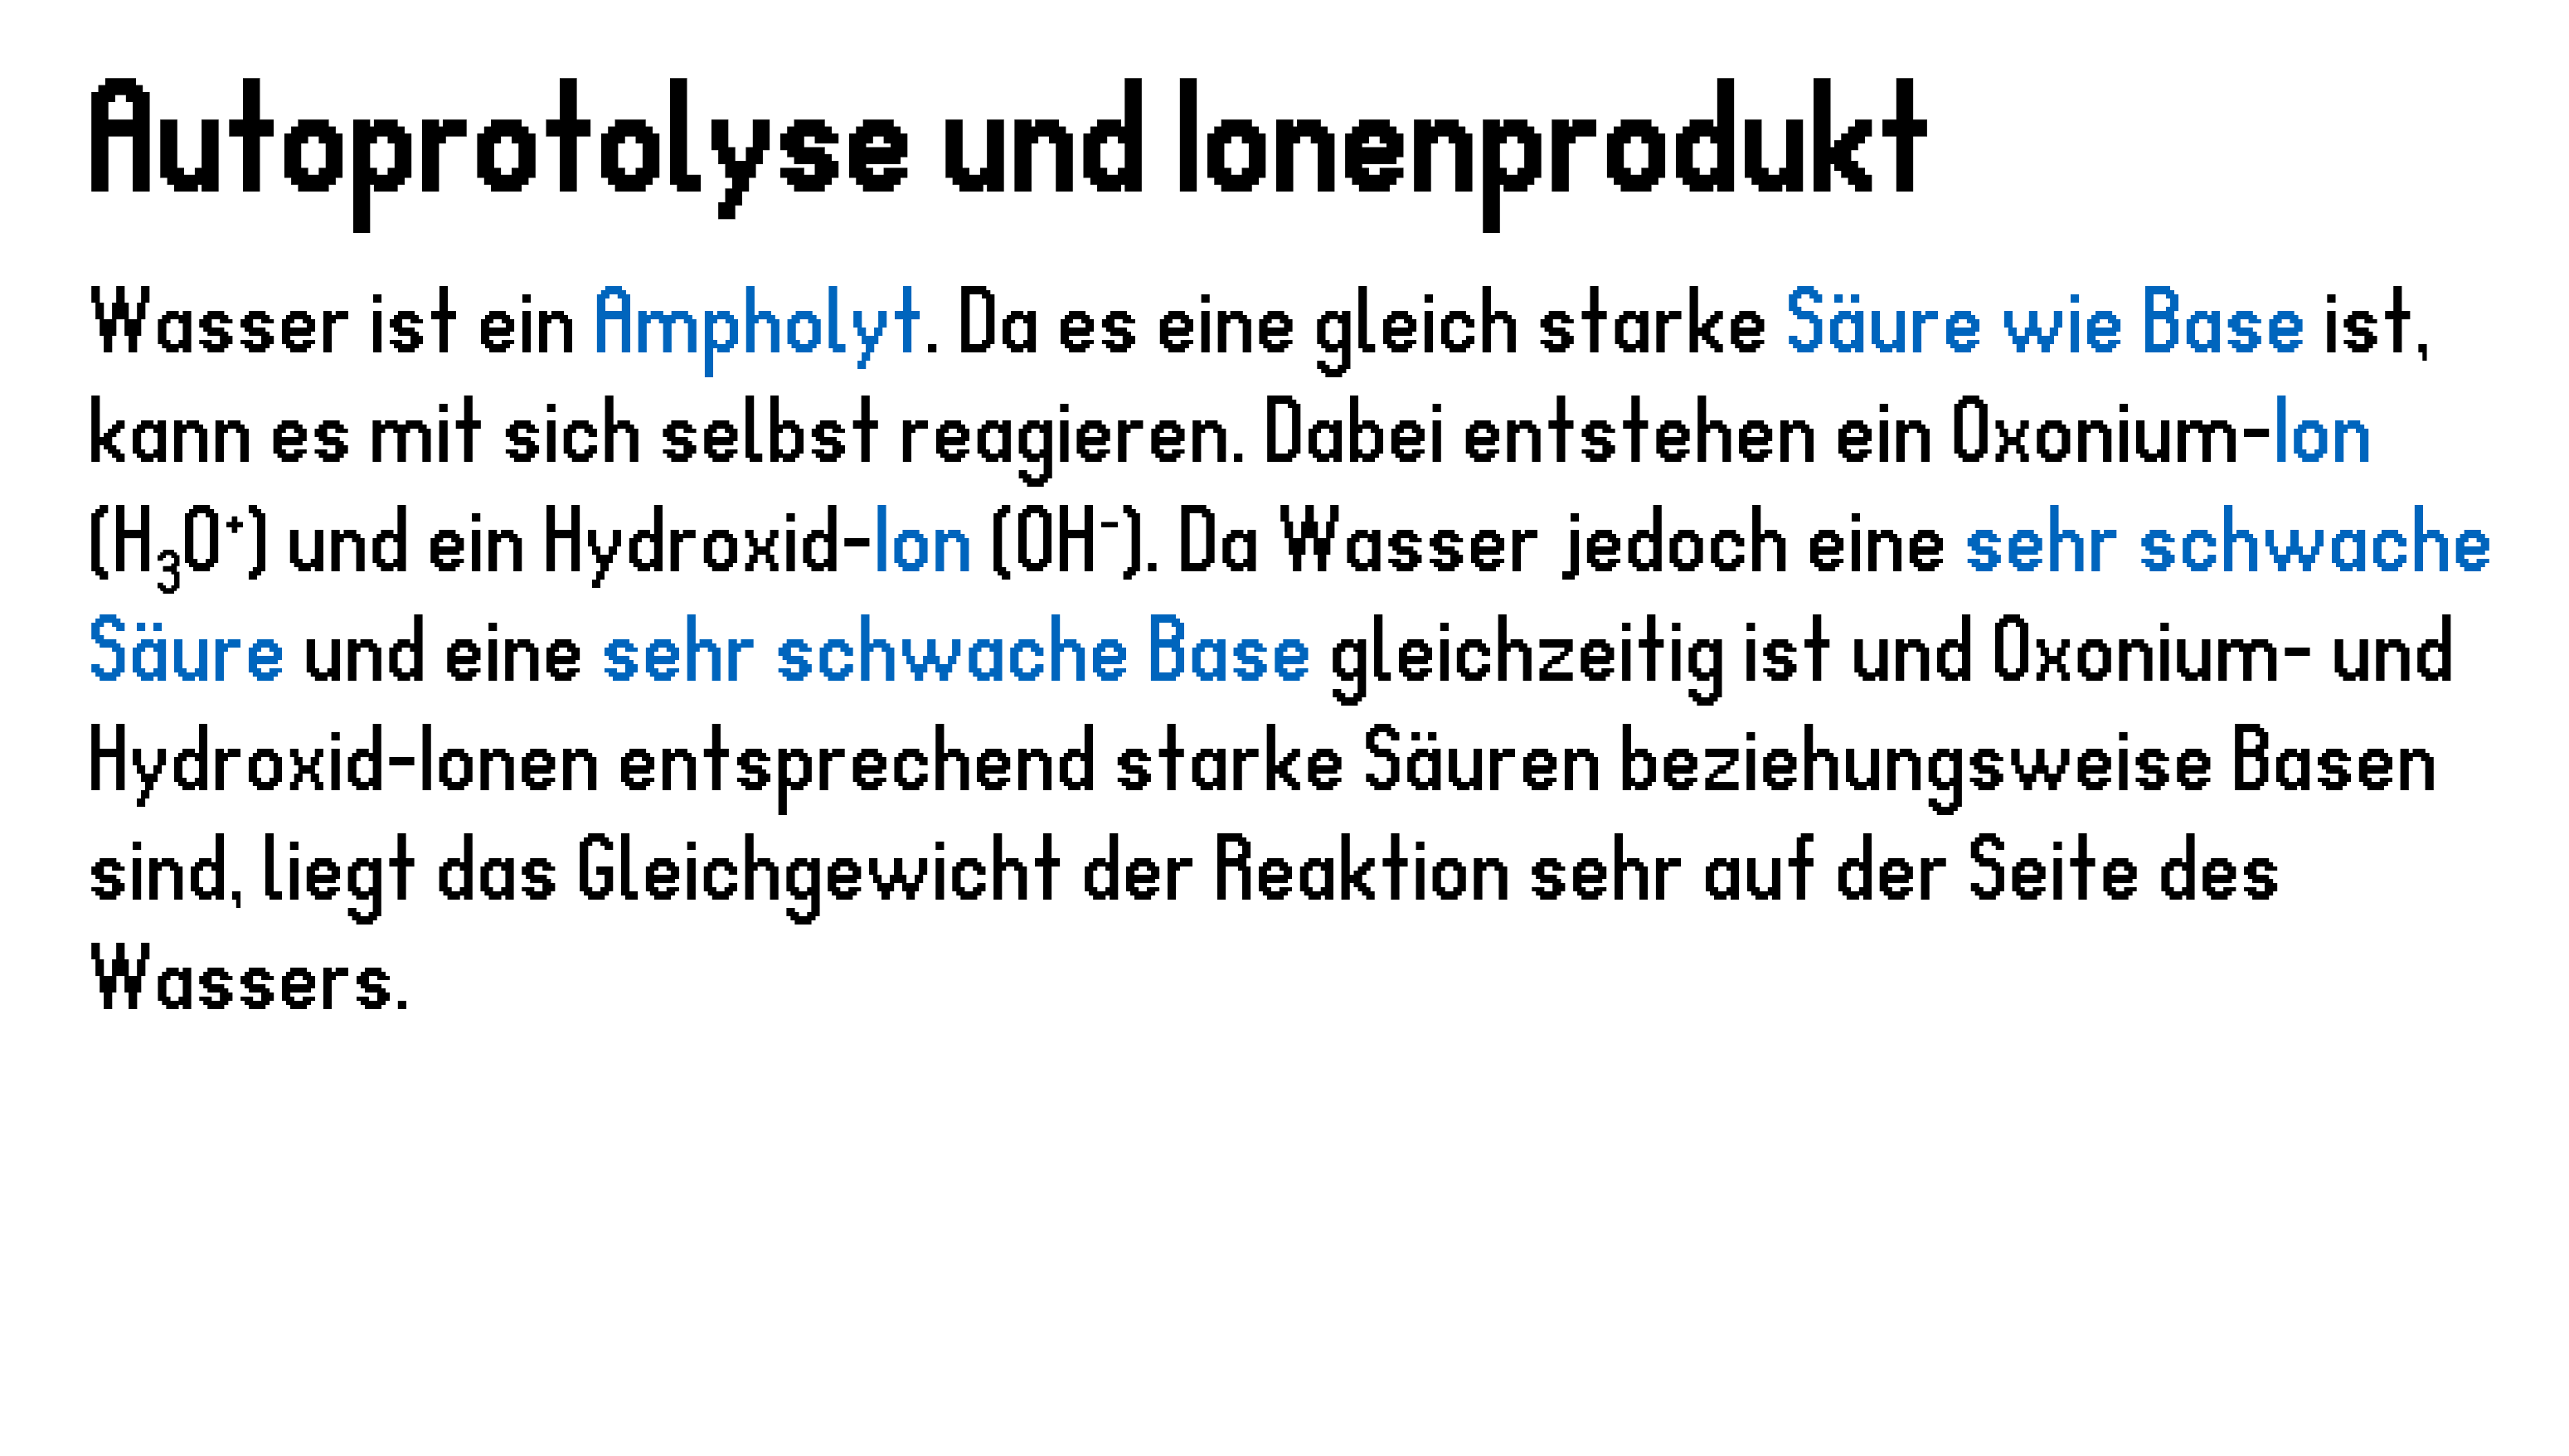 Autoprotolyse und Ionenprodukt
Wasser ist ein Ampholyt. Da es eine gleich starke Säure wie Base ist,
kann es mit sich selbst reagieren. Dabei entstehen ein Oxonium-Ion
(H₃O⁺) und ein Hydroxid-Ion (OH⁻). Da Wasser jedoch eine sehr schwache
Säure und eine sehr schwache Base gleichzeitig ist und Oxonium- und
Hydroxid-Ionen entsprechend starke Säuren beziehungsweise Basen
sind, liegt das Gleichgewicht der Reaktion sehr auf der Seite des
Wassers.